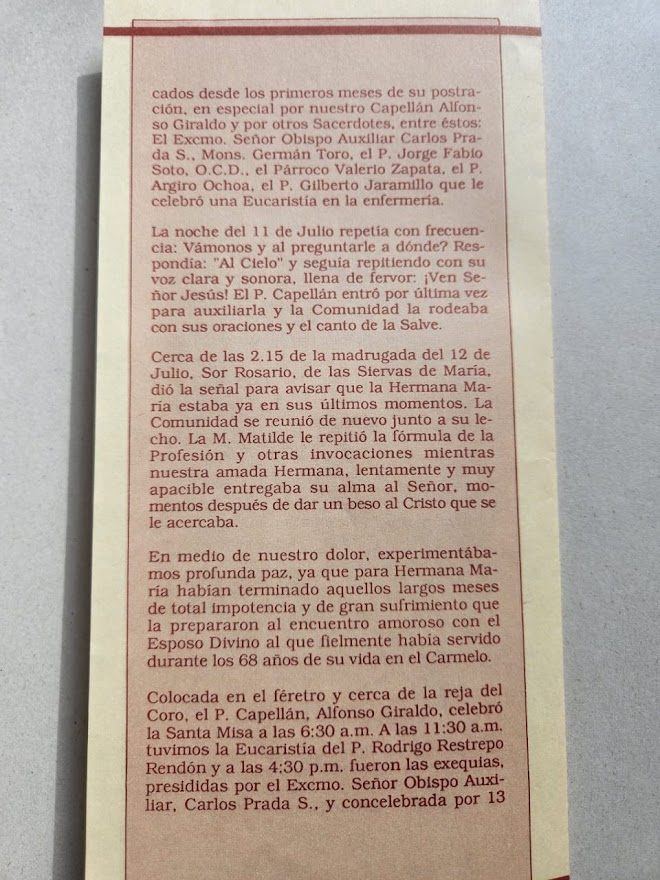 cados desde los primeros meses de su postra-
ción, en especial por nuestro Capellán Alfon-
so Giraldo y por otros Sacerdotes, entre éstos:
El Excmo. Señor Obispo Auxiliar Carlos Pra-
da S., Mons. Germán Toro, el P. Jorge Fabio
Soto, O.C.D., el Párroco Valerio Zapata, el P.
Argiro Ochoa, el P. Gilberto Jaramillo que le
celebró una Eucaristía en la enfermería.
La noche del 11 de Julio repetía con frecuen-
cia: Vámonos y al preguntarle a dónde? Res-
pondía: "Al Cielo" y seguía repitiendo con su
voz clara y sonora, llena de fervor: ¡Ven Se-
ñor Jesús! El P. Capellán entró por última vez
para auxiliarla y la Comunidad la rodeaba
con sus oraciones y el canto de la Salve.
Cerca de las 2.15 de la madrugada del 12 de
Julio, Sor Rosario, de las Siervas de María,
dió la señal para avisar que la Hermana Ma-
ría estaba ya en sus últimos momentos. La
Comunidad se reunió de nuevo junto a su le-
cho. La M. Matilde le repitió la fórmula de la
Profesión y otras invocaciones mientras
nuestra amada Hermana, lentamente y muy
apacible entregaba su alma al Señor, mo-
mentos después de dar un beso al Cristo que se
le acercaba.
En medio de nuestro dolor, experimentába-
mos profunda paz, ya que para Hermana Ma-
ría habían terminado aquellos largos meses
de total impotencia y de gran sufrimiento que
la prepararon al encuentro amoroso con el
Esposo Divino al que fielmente había servido
durante los 68 años de su vida en el Carmelo.
Colocada en el féretro y cerca de la reja del
Coro, el P. Capellán, Alfonso Giraldo, celebró
la Santa Misa a las 6:30 a.m. A las 11:30 a.m.
tuvimos la Eucaristía del P. Rodrigo Restrepo
Rendón y a las 4:30 p.m. fueron las exequias,
presididas por el Excmo. Señor Obispo Auxi-
liar, Carlos Prada S., y concelebrada por 13